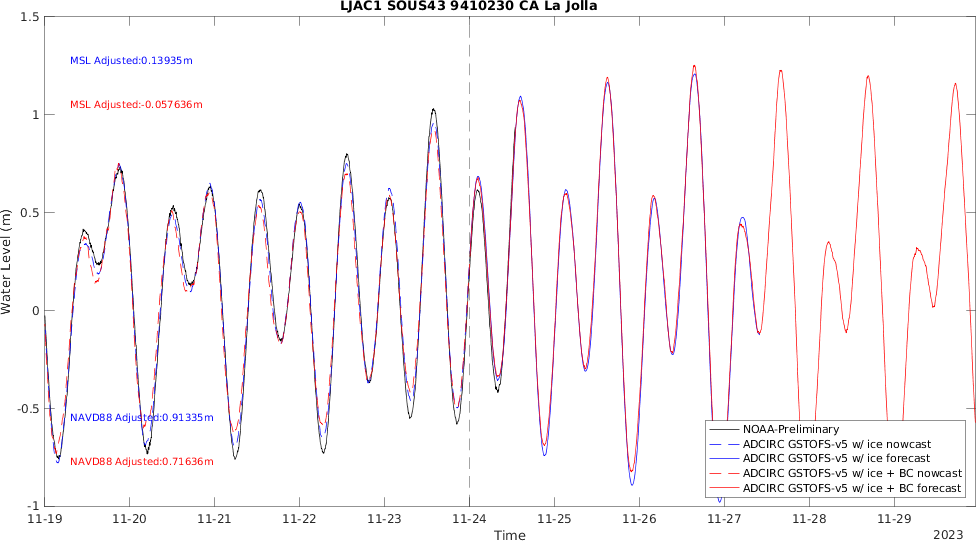 LJAC1 SOUS43 9410230 CA La Jolla
1.5
MSL Adjusted:0.13935m
MSL Adjusted:-0.057636m
1
0.5
Water Level (m)
0
-0.5
NAVD88 Adjusted:0.91335m
NAVD88 Adjusted:0.71636m
NOAA-Preliminary
ADCIRC GSTOFS-v5 w/ ice nowcast
ADCIRC GSTOFS-v5 w/ ice forecast
ADCIRC GSTOFS-v5 w/ ice + BC nowcast
ADCIRC GSTOFS-v5 w/ ice + BC forecast
-1
11-19 11-20 11-21 11-22 11-23 11-24 11-25 11-26 11-27 11-28 11-29
Time
2023